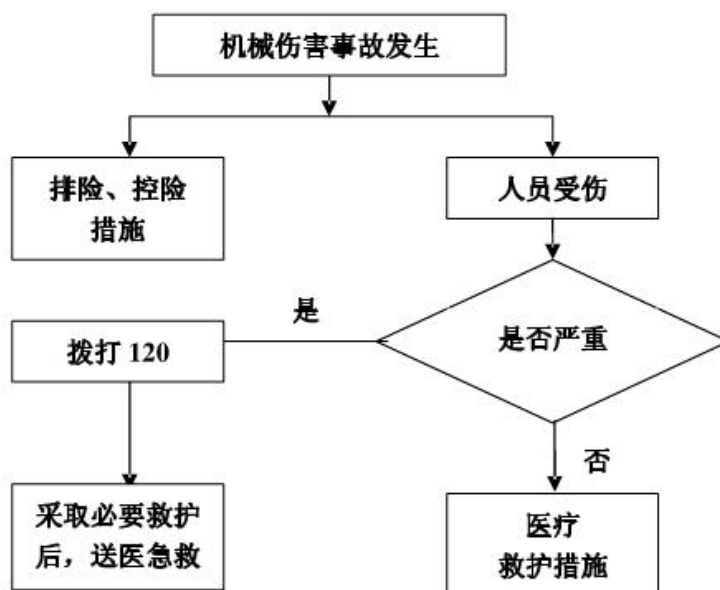 机械伤害事故发生
排险、控险
措施
人员受伤
是
拨打 120
是否严重
否
采取必要救护
后，送医急救
医疗
救护措施